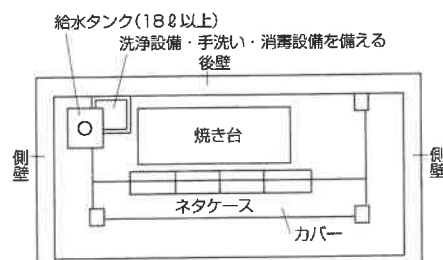 給水タンク(18ℓ以上)
洗浄設備・手洗い・消毒設備を備える
後壁
側壁
焼き台
側壁
ネタケース
カバー